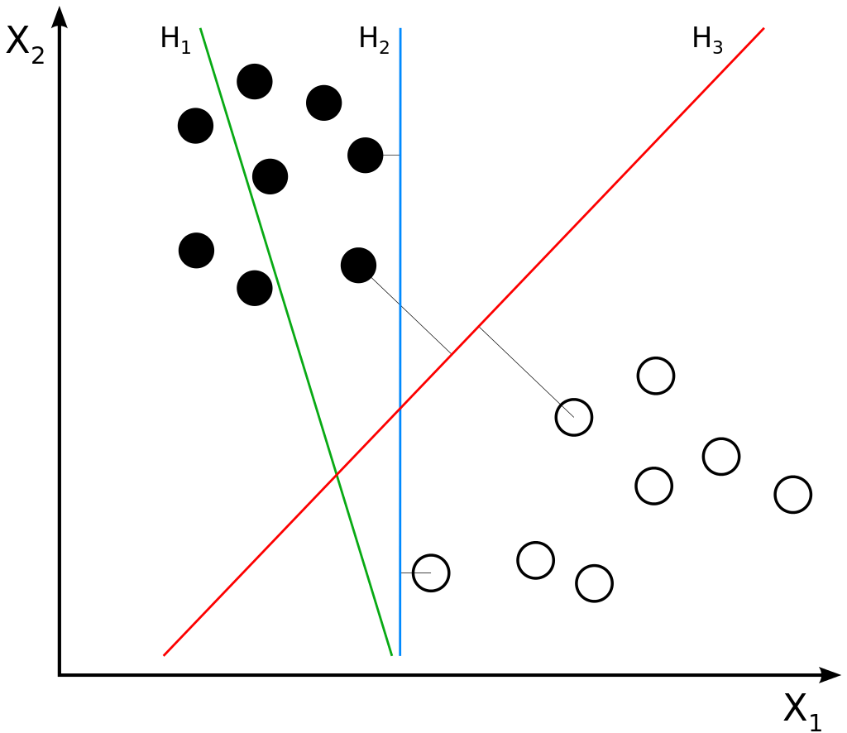 X₂
H₁
H₂
H₃
X₁